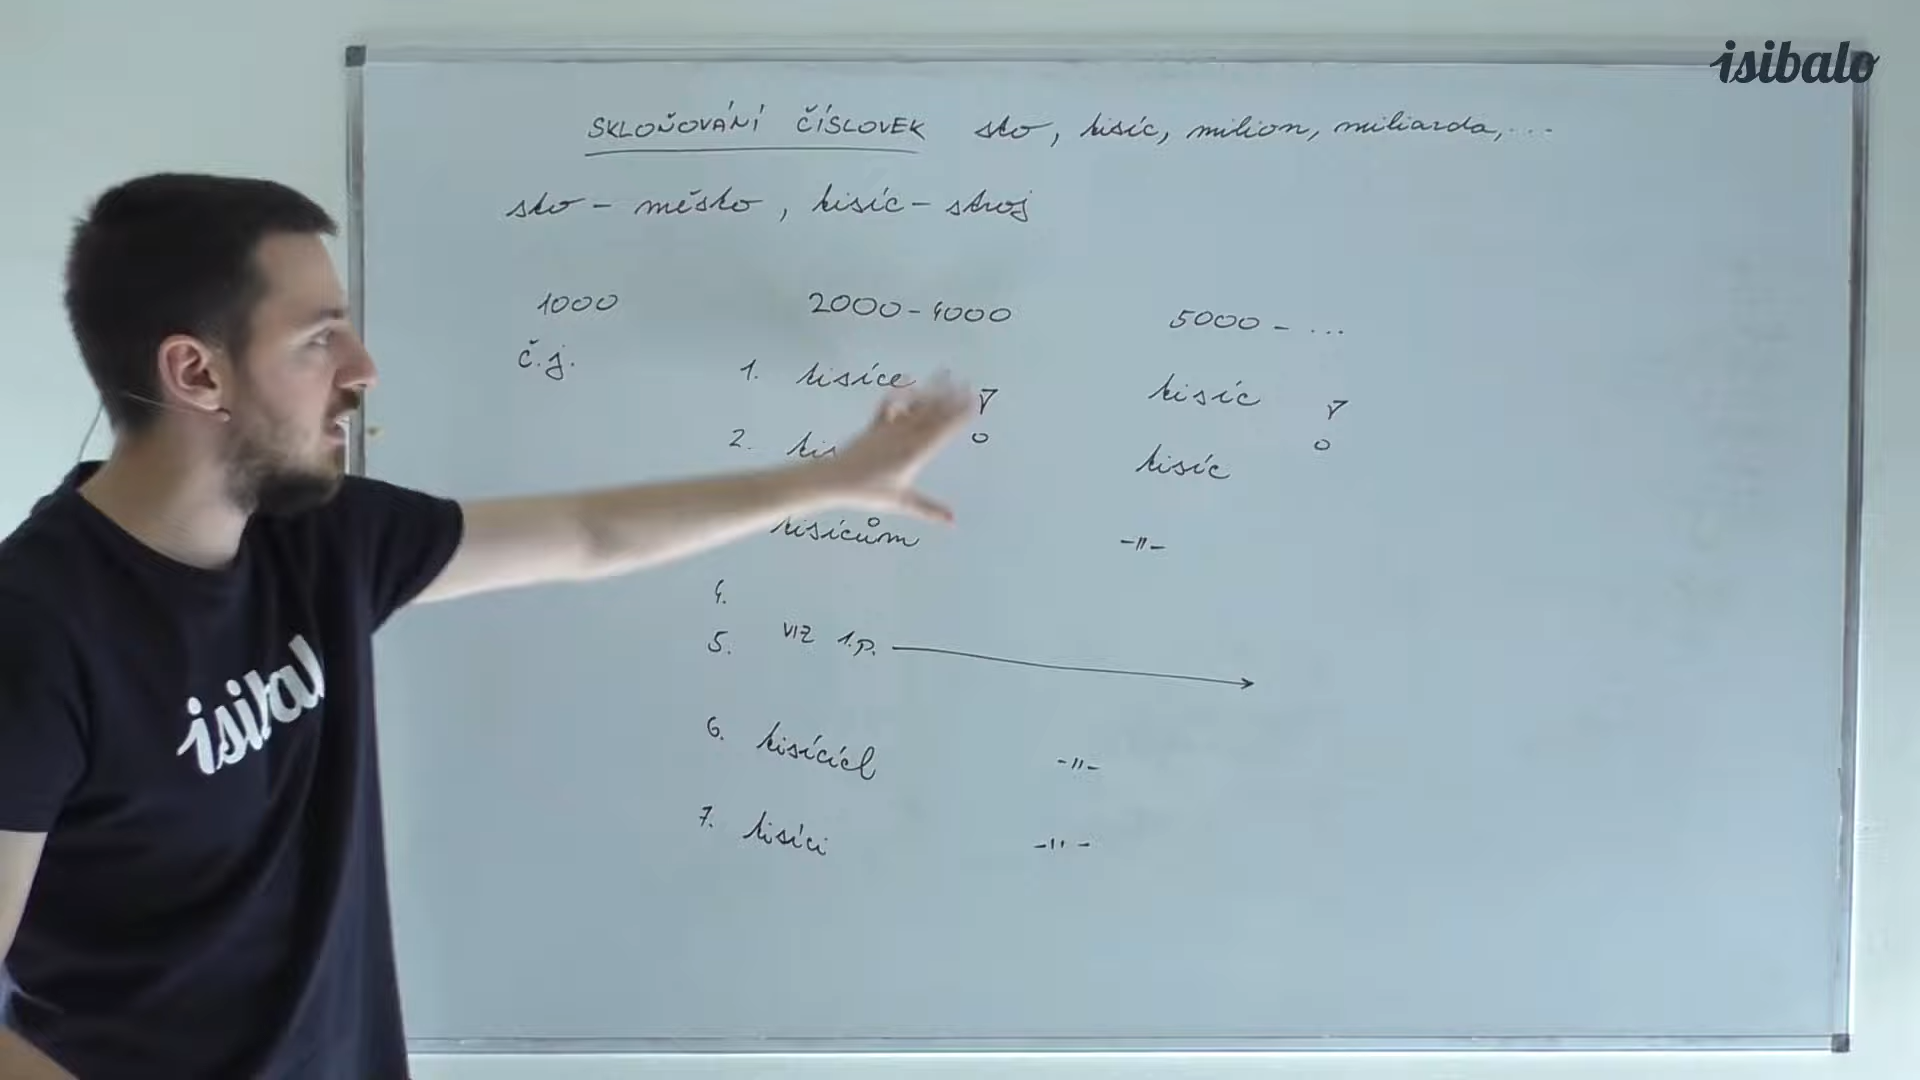 isibalo
SKLOŇOVÁNÍ ČÍSLOVEK sto, tisíc, milion, miliarda, ...
sto - město, tisíc - stroj
1000 2000 - 4000 5000 - ...
č.j.
1. tisíce tisíc
2.
tisíc
tisícům -"-
4.
5. VIZ 1.p.
6. tisících -"-
7. tisíci -"-
isibal